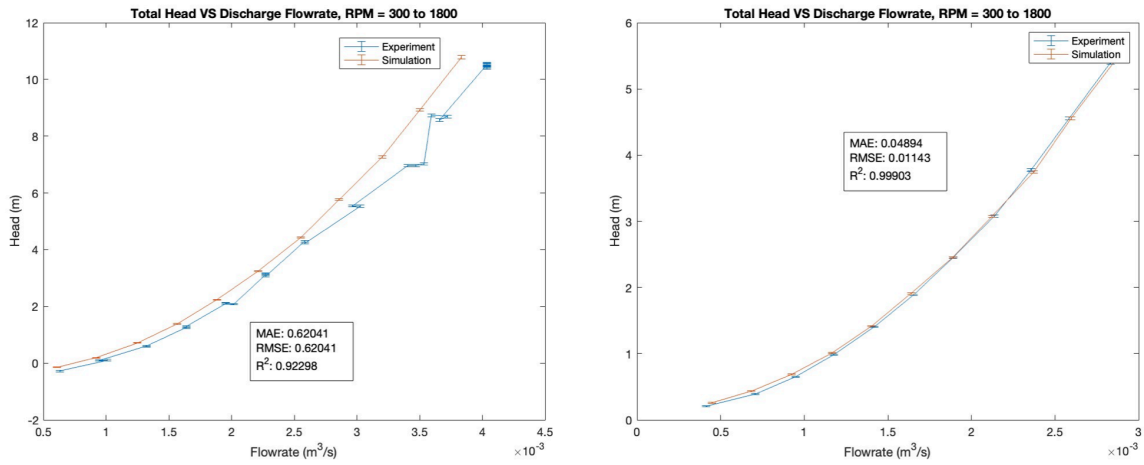 Total Head VS Discharge Flowrate, RPM = 300 to 1800
12
10
8
6
4
2
0
-2
Head (m)
Experiment
Simulation
MAE: 0.62041
RMSE: 0.62041
R²: 0.92298
0.5
1
1.5
2
2.5
3
3.5
4
4.5
Flowrate (m³/s)
×10⁻³
Total Head VS Discharge Flowrate, RPM = 300 to 1800
6
5
4
3
2
1
0
Head (m)
Experiment
Simulation
MAE: 0.04894
RMSE: 0.01143
R²: 0.99903
0
0.5
1
1.5
2
2.5
3
Flowrate (m³/s)
×10⁻³